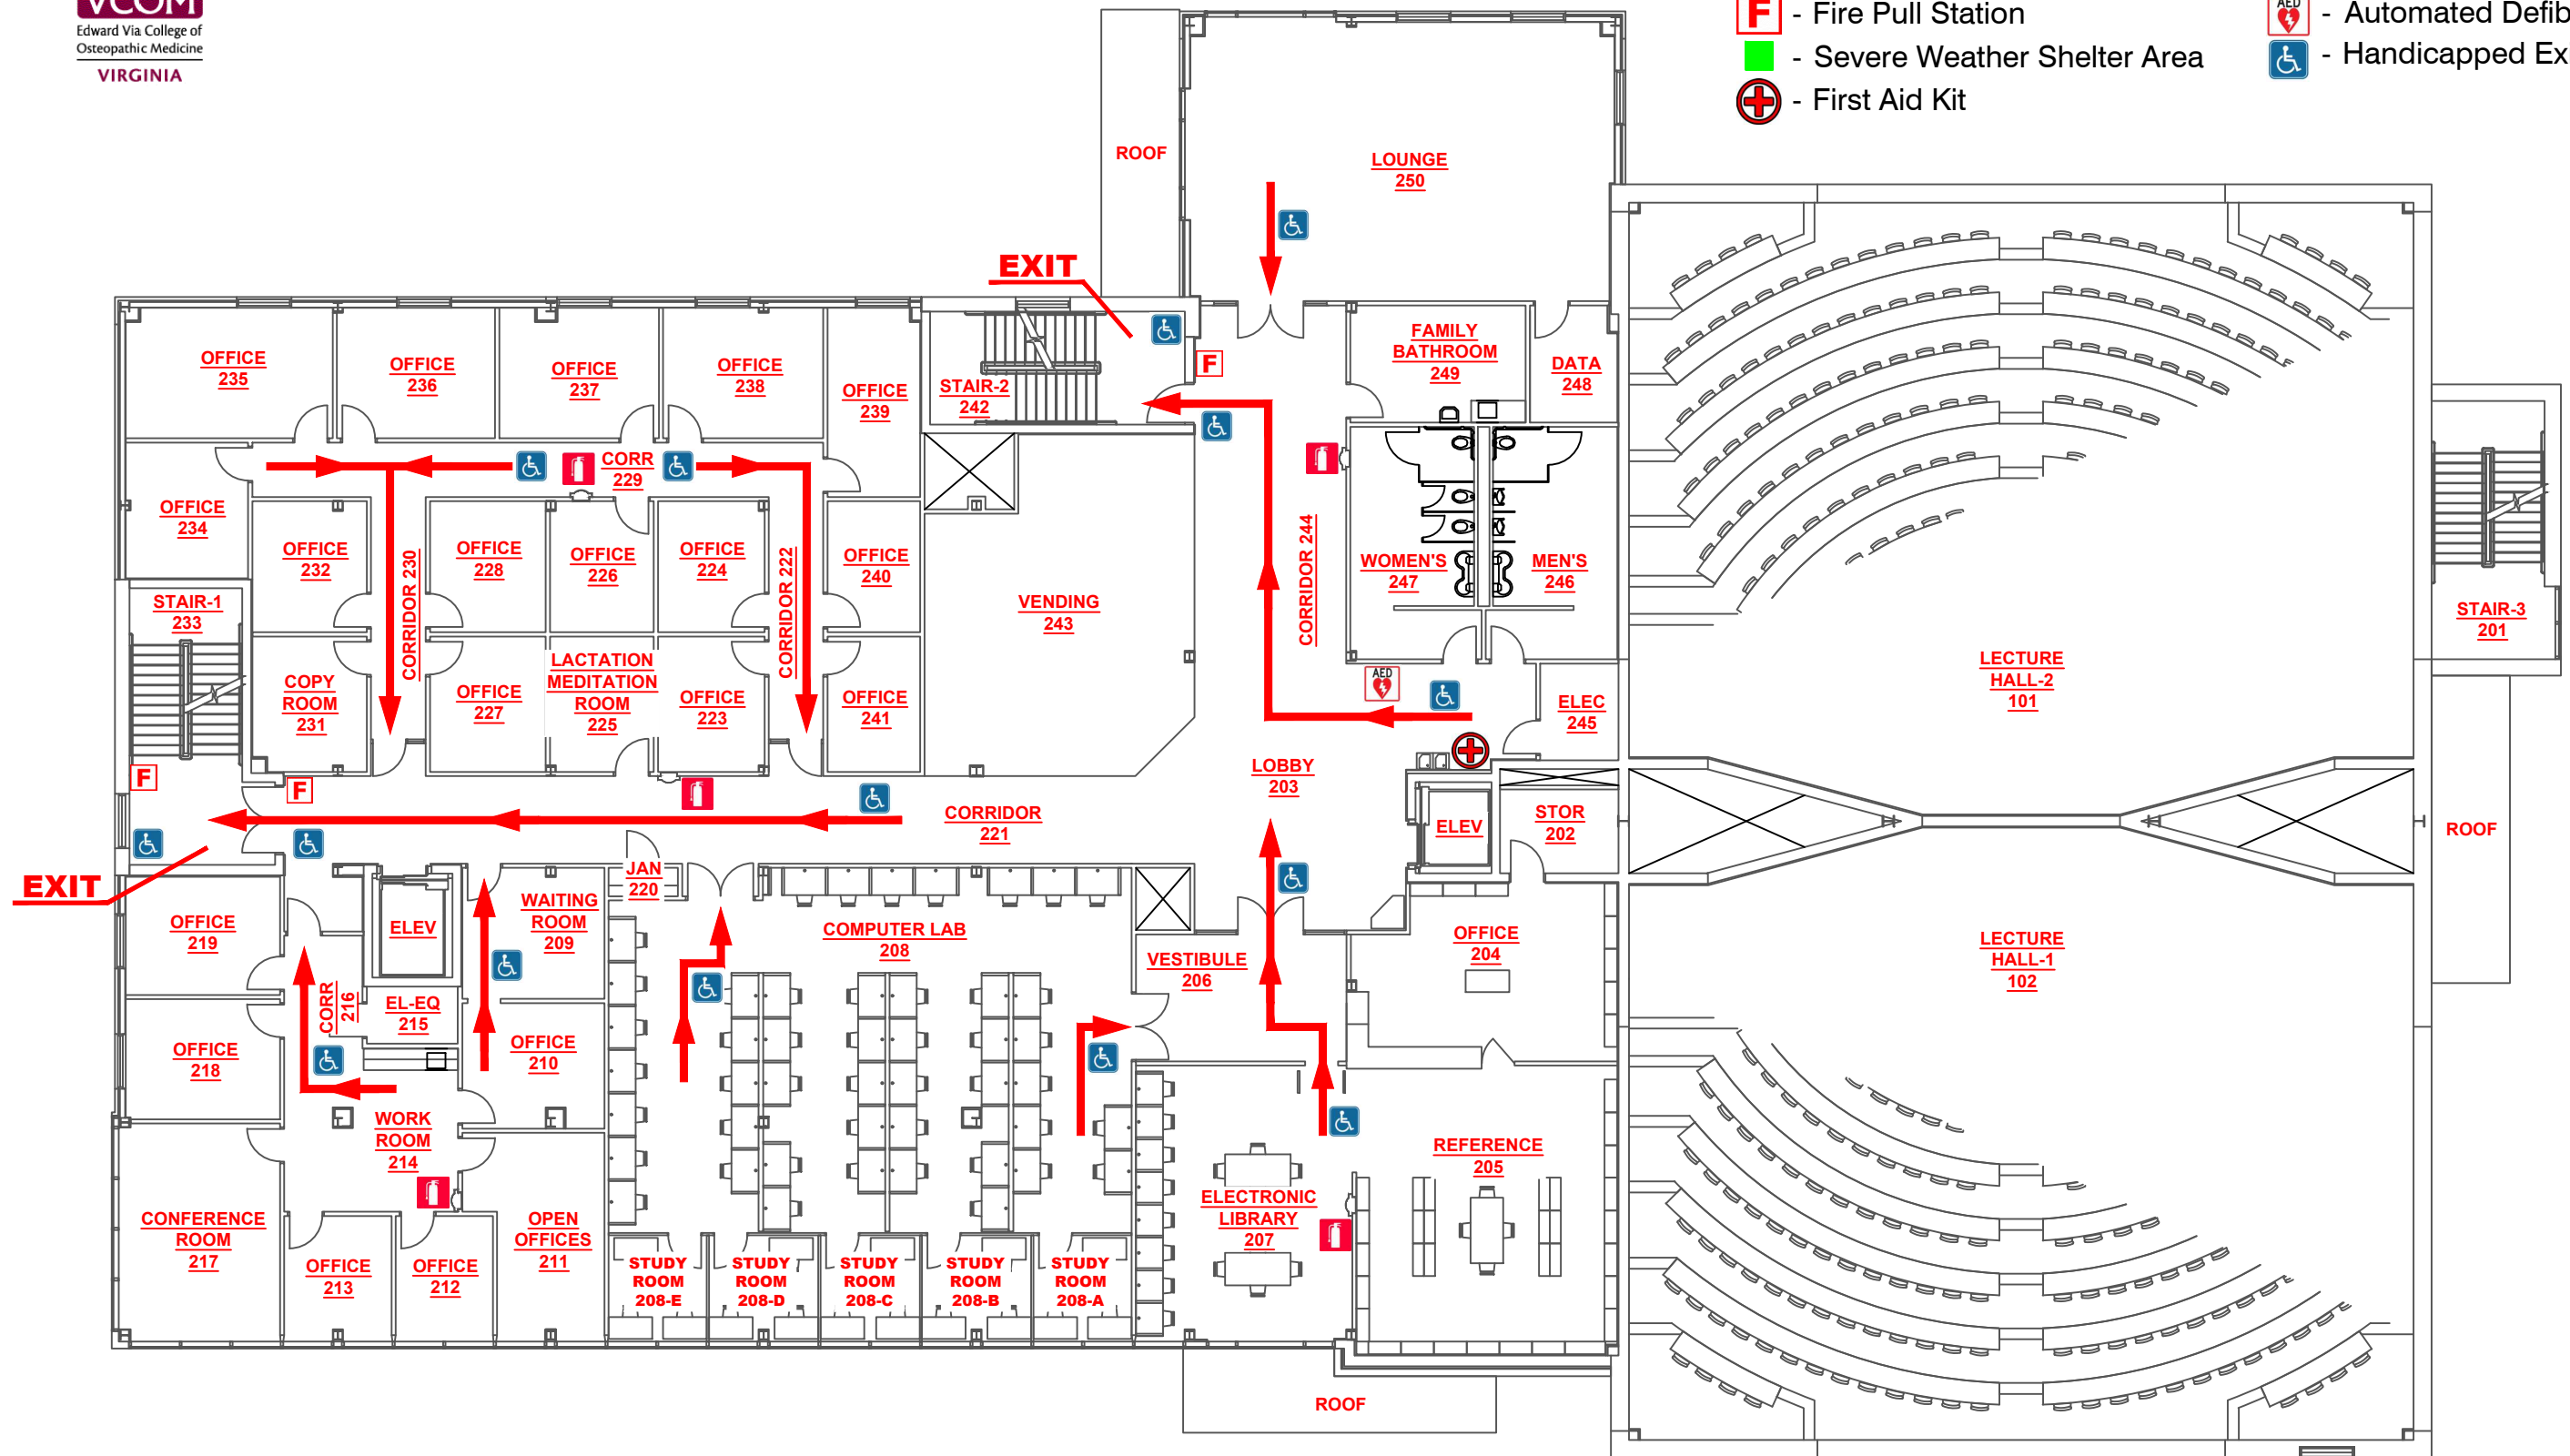 VCOM
Edward Via College of
Osteopathic Medicine
VIRGINIA
F - Fire Pull Station
- Severe Weather Shelter Area
- First Aid Kit
AED - Automated Defib
- Handicapped Ex
ROOF
LOUNGE
250
EXIT
OFFICE
235
OFFICE
236
OFFICE
237
OFFICE
238
OFFICE
239
STAIR-2
242
F
FAMILY
BATHROOM
249
DATA
248
CORR
229
OFFICE
234
OFFICE
232
CORRIDOR 230
OFFICE
228
OFFICE
226
OFFICE
224
CORRIDOR 222
OFFICE
240
VENDING
243
CORRIDOR 244
WOMEN'S
247
MEN'S
246
STAIR-1
233
STAIR-3
201
COPY
ROOM
231
OFFICE
227
LACTATION
MEDITATION
ROOM
225
OFFICE
223
OFFICE
241
AED
ELEC
245
LECTURE
HALL-2
101
F
F
LOBBY
203
CORRIDOR
221
ELEV
STOR
202
ROOF
EXIT
JAN
220
OFFICE
219
ELEV
WAITING
ROOM
209
COMPUTER LAB
208
VESTIBULE
206
OFFICE
204
LECTURE
HALL-1
102
CORR
216
EL-EQ
215
OFFICE
218
OFFICE
210
WORK
ROOM
214
REFERENCE
205
CONFERENCE
ROOM
217
OFFICE
213
OFFICE
212
OPEN
OFFICES
211
STUDY
ROOM
208-E
STUDY
ROOM
208-D
STUDY
ROOM
208-C
STUDY
ROOM
208-B
STUDY
ROOM
208-A
ELECTRONIC
LIBRARY
207
ROOF